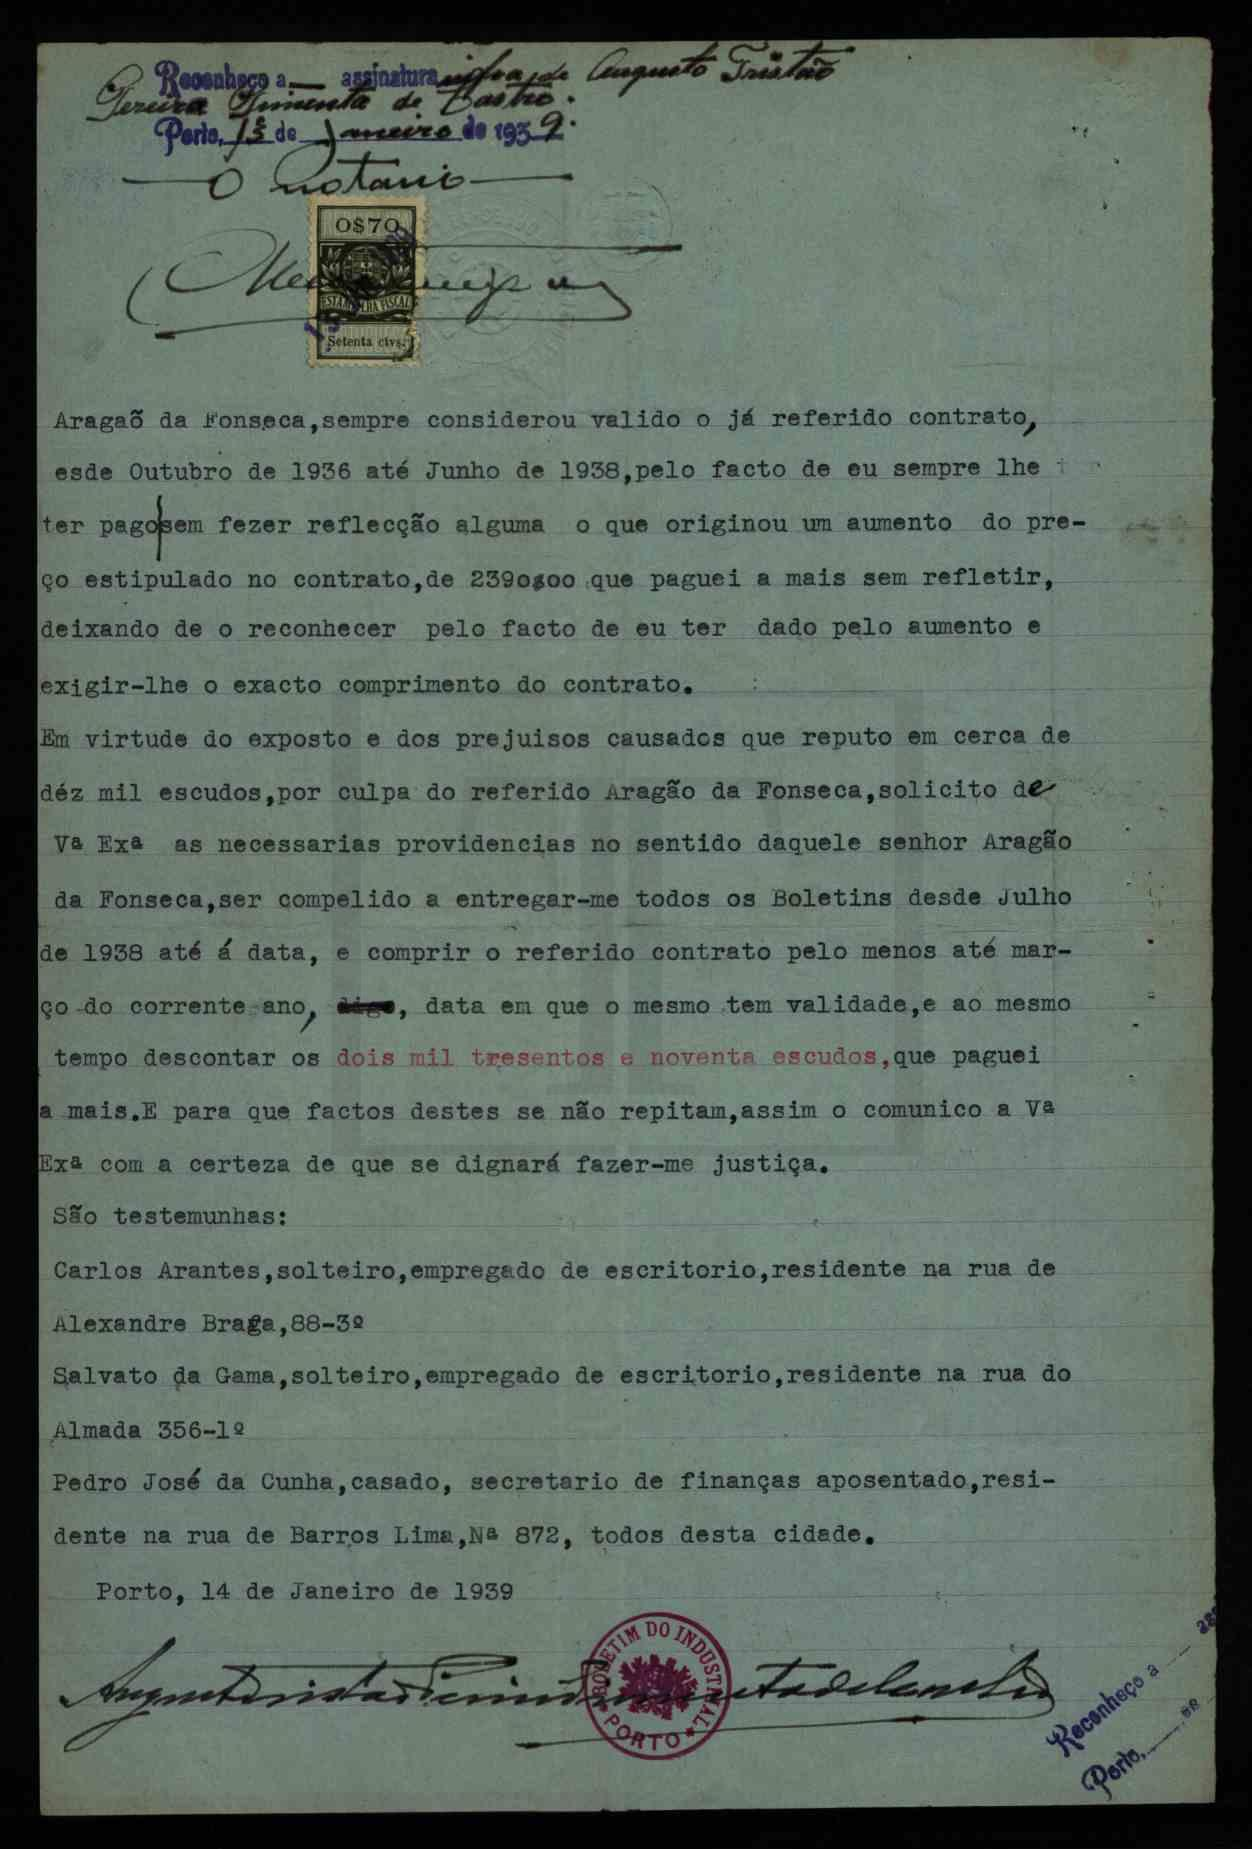 Reconheço a — assinatura infra de Augusto Tristão
Pereira Pimenta de Castro.
Porto, 13 de Janeiro de 1939.
— O notario —
0$70
ESTAMPILHA FISCAL
Setenta ctvs.
Aragaõ da Fonseca,sempre considerou valido o já referido contrato,
esde Outubro de 1936 até Junho de 1938,pelo facto de eu sempre lhe
ter pago sem fezer reflecção alguma o que originou um aumento do pre-
ço estipulado no contrato,de 2390$00 que paguei a mais sem refletir,
deixando de o reconhecer pelo facto de eu ter dado pelo aumento e
exigir-lhe o exacto comprimento do contrato.
Em virtude do exposto e dos prejuisos causados que reputo em cerca de
déz mil escudos,por culpa do referido Aragão da Fonseca,solicito de
Vª Exª as necessarias providencias no sentido daquele senhor Aragão
da Fonseca,ser compelido a entregar-me todos os Boletins desde Julho
de 1938 até á data, e comprir o referido contrato pelo menos até mar-
ço do corrente ano, digo, data em que o mesmo tem validade,e ao mesmo
tempo descontar os dois mil tresentos e noventa escudos,que paguei
a mais.E para que factos destes se não repitam,assim o comunico a Vª
Exª com a certeza de que se dignará fazer-me justiça.
São testemunhas:
Carlos Arantes,solteiro,empregado de escritorio,residente na rua de
Alexandre Braga,88-3º
Salvato da Gama,solteiro,empregado de escritorio,residente na rua do
Almada 356-1º
Pedro José da Cunha,casado, secretario de finanças aposentado,resi-
dente na rua de Barros Lima,Nª 872, todos desta cidade.
Porto, 14 de Janeiro de 1939
Augusto Tristão Pereira Pimenta de Castro
BOLETIM DO INDUSTRIAL
PORTO
Reconheço a
Porto, de